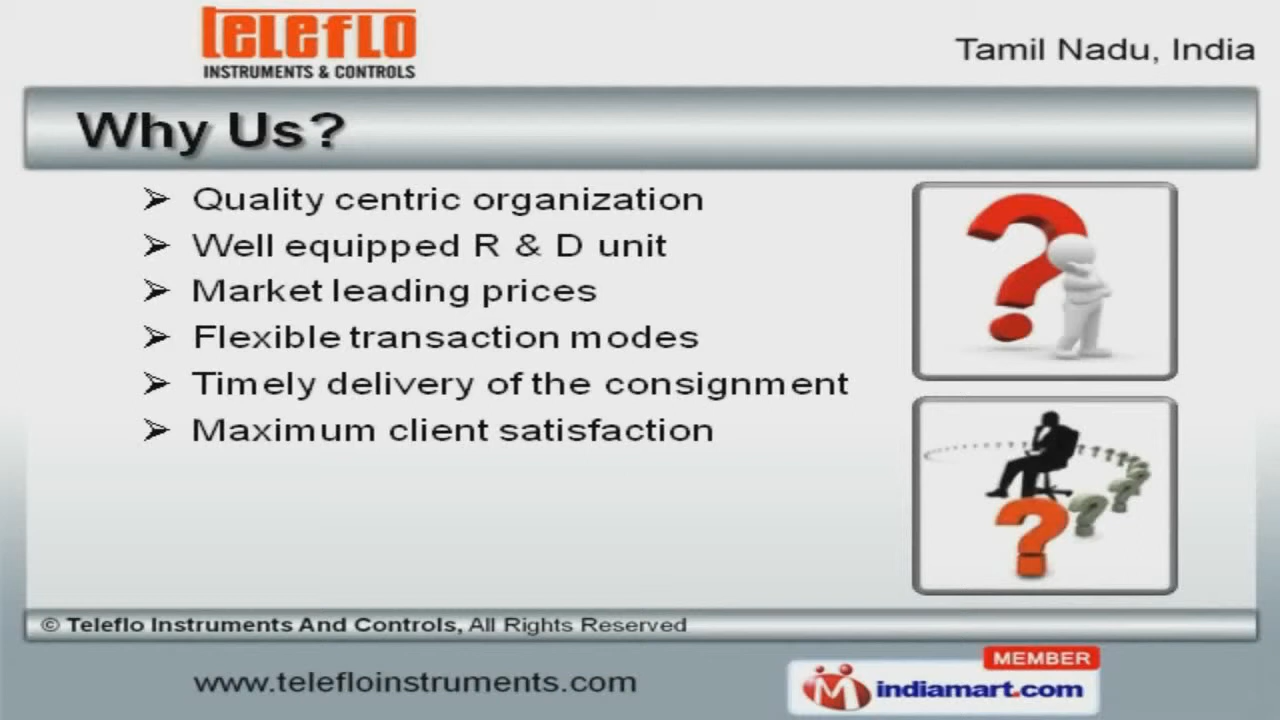 TELEFLO
INSTRUMENTS & CONTROLS
Tamil Nadu, India
Why Us?
➢ Quality centric organization
➢ Well equipped R & D unit
➢ Market leading prices
➢ Flexible transaction modes
➢ Timely delivery of the consignment
➢ Maximum client satisfaction
© Teleflo Instruments And Controls, All Rights Reserved
www.telefloinstruments.com
MEMBER
indiamart.com